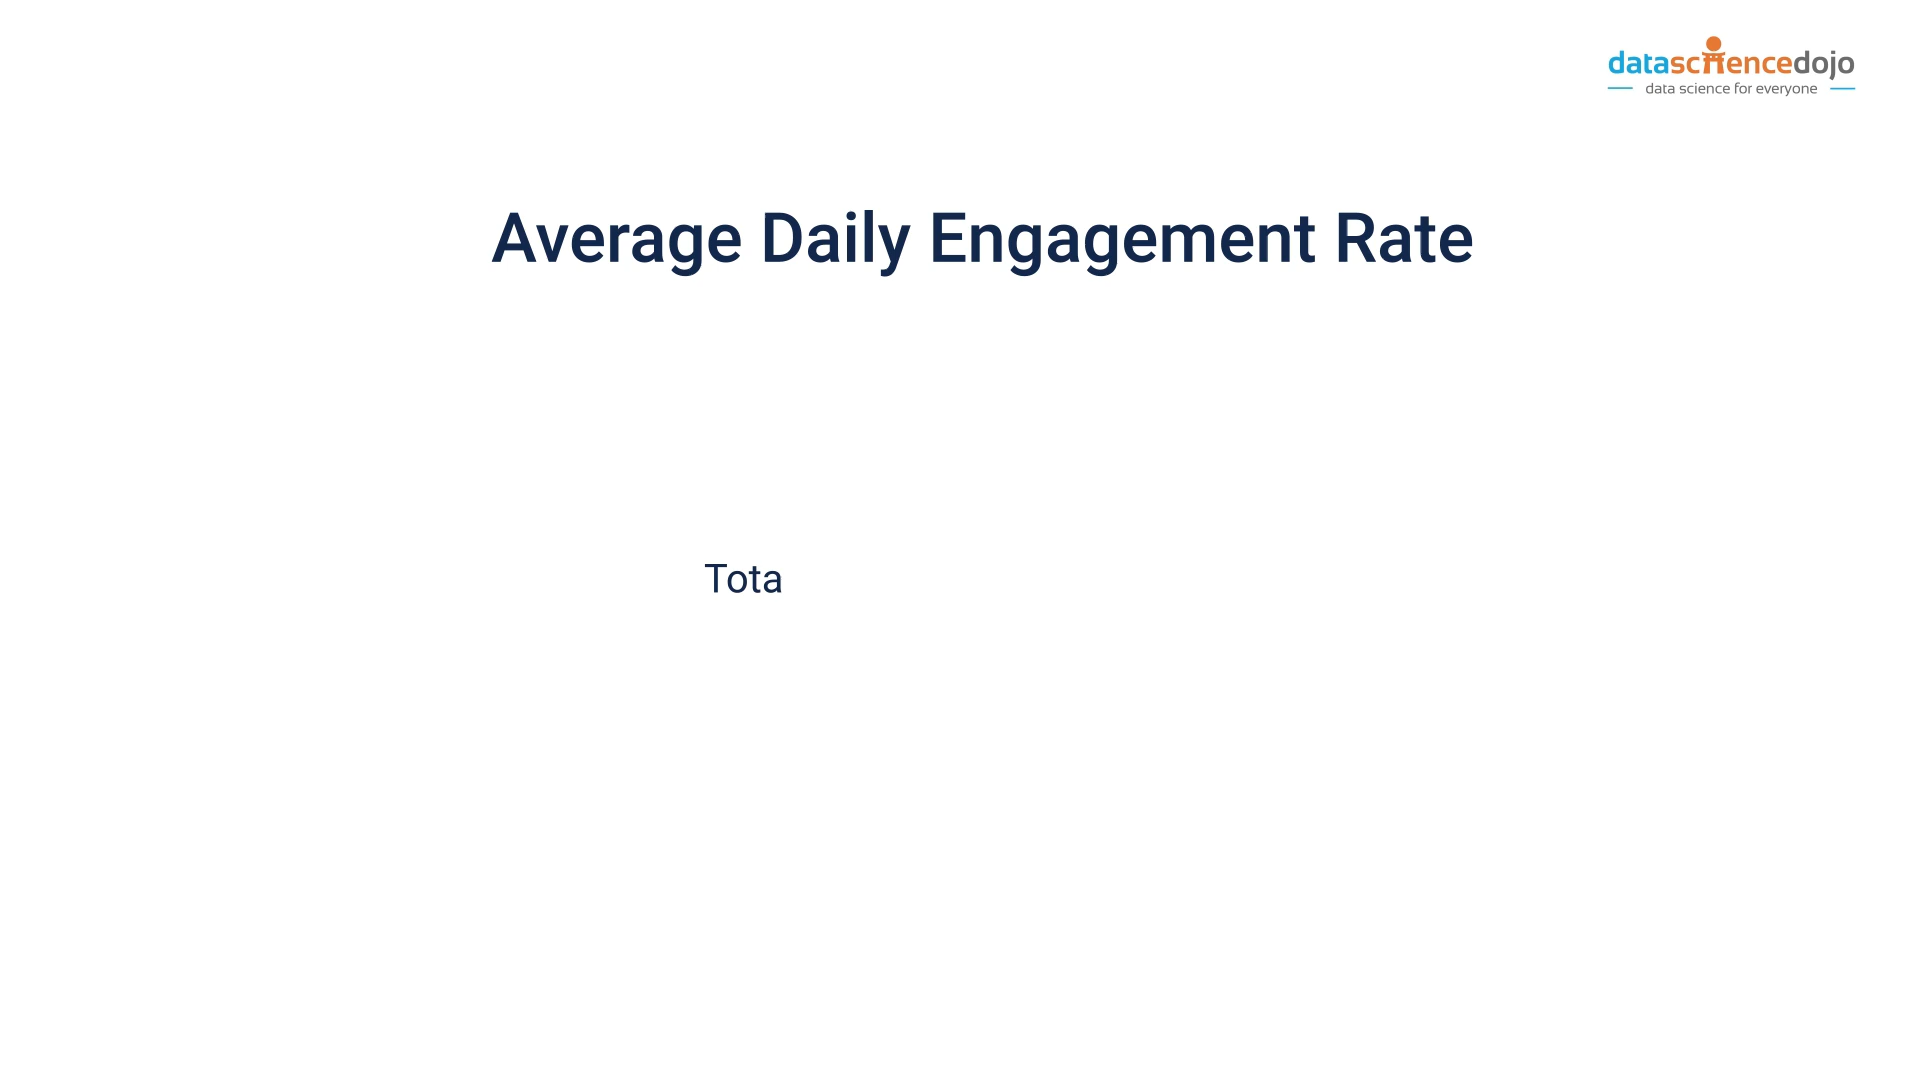 datasciencedojo
data science for everyone
Average Daily Engagement Rate
Tota